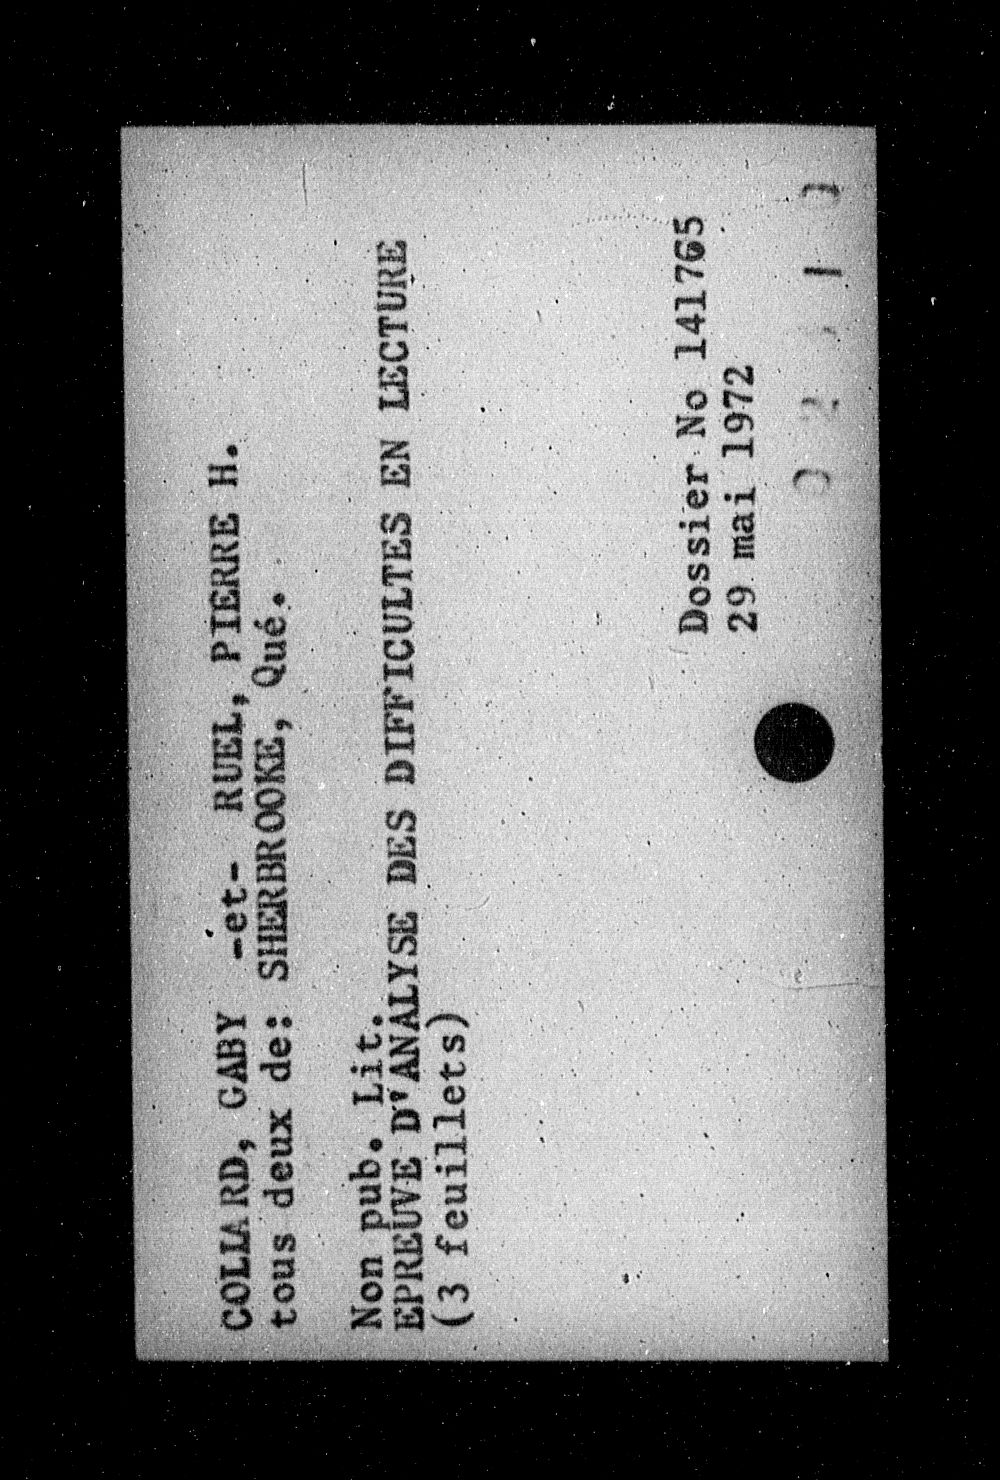 COLLARD, GABY -et- RUEL, PIERRE H.
tous deux de: SHERBROOKE, Qué.
Non pub. Lit.
EPREUVE D'ANALYSE DES DIFFICULTES EN LECTURE
(3 feuillets)
Dossier No 141765
29 mai 1972